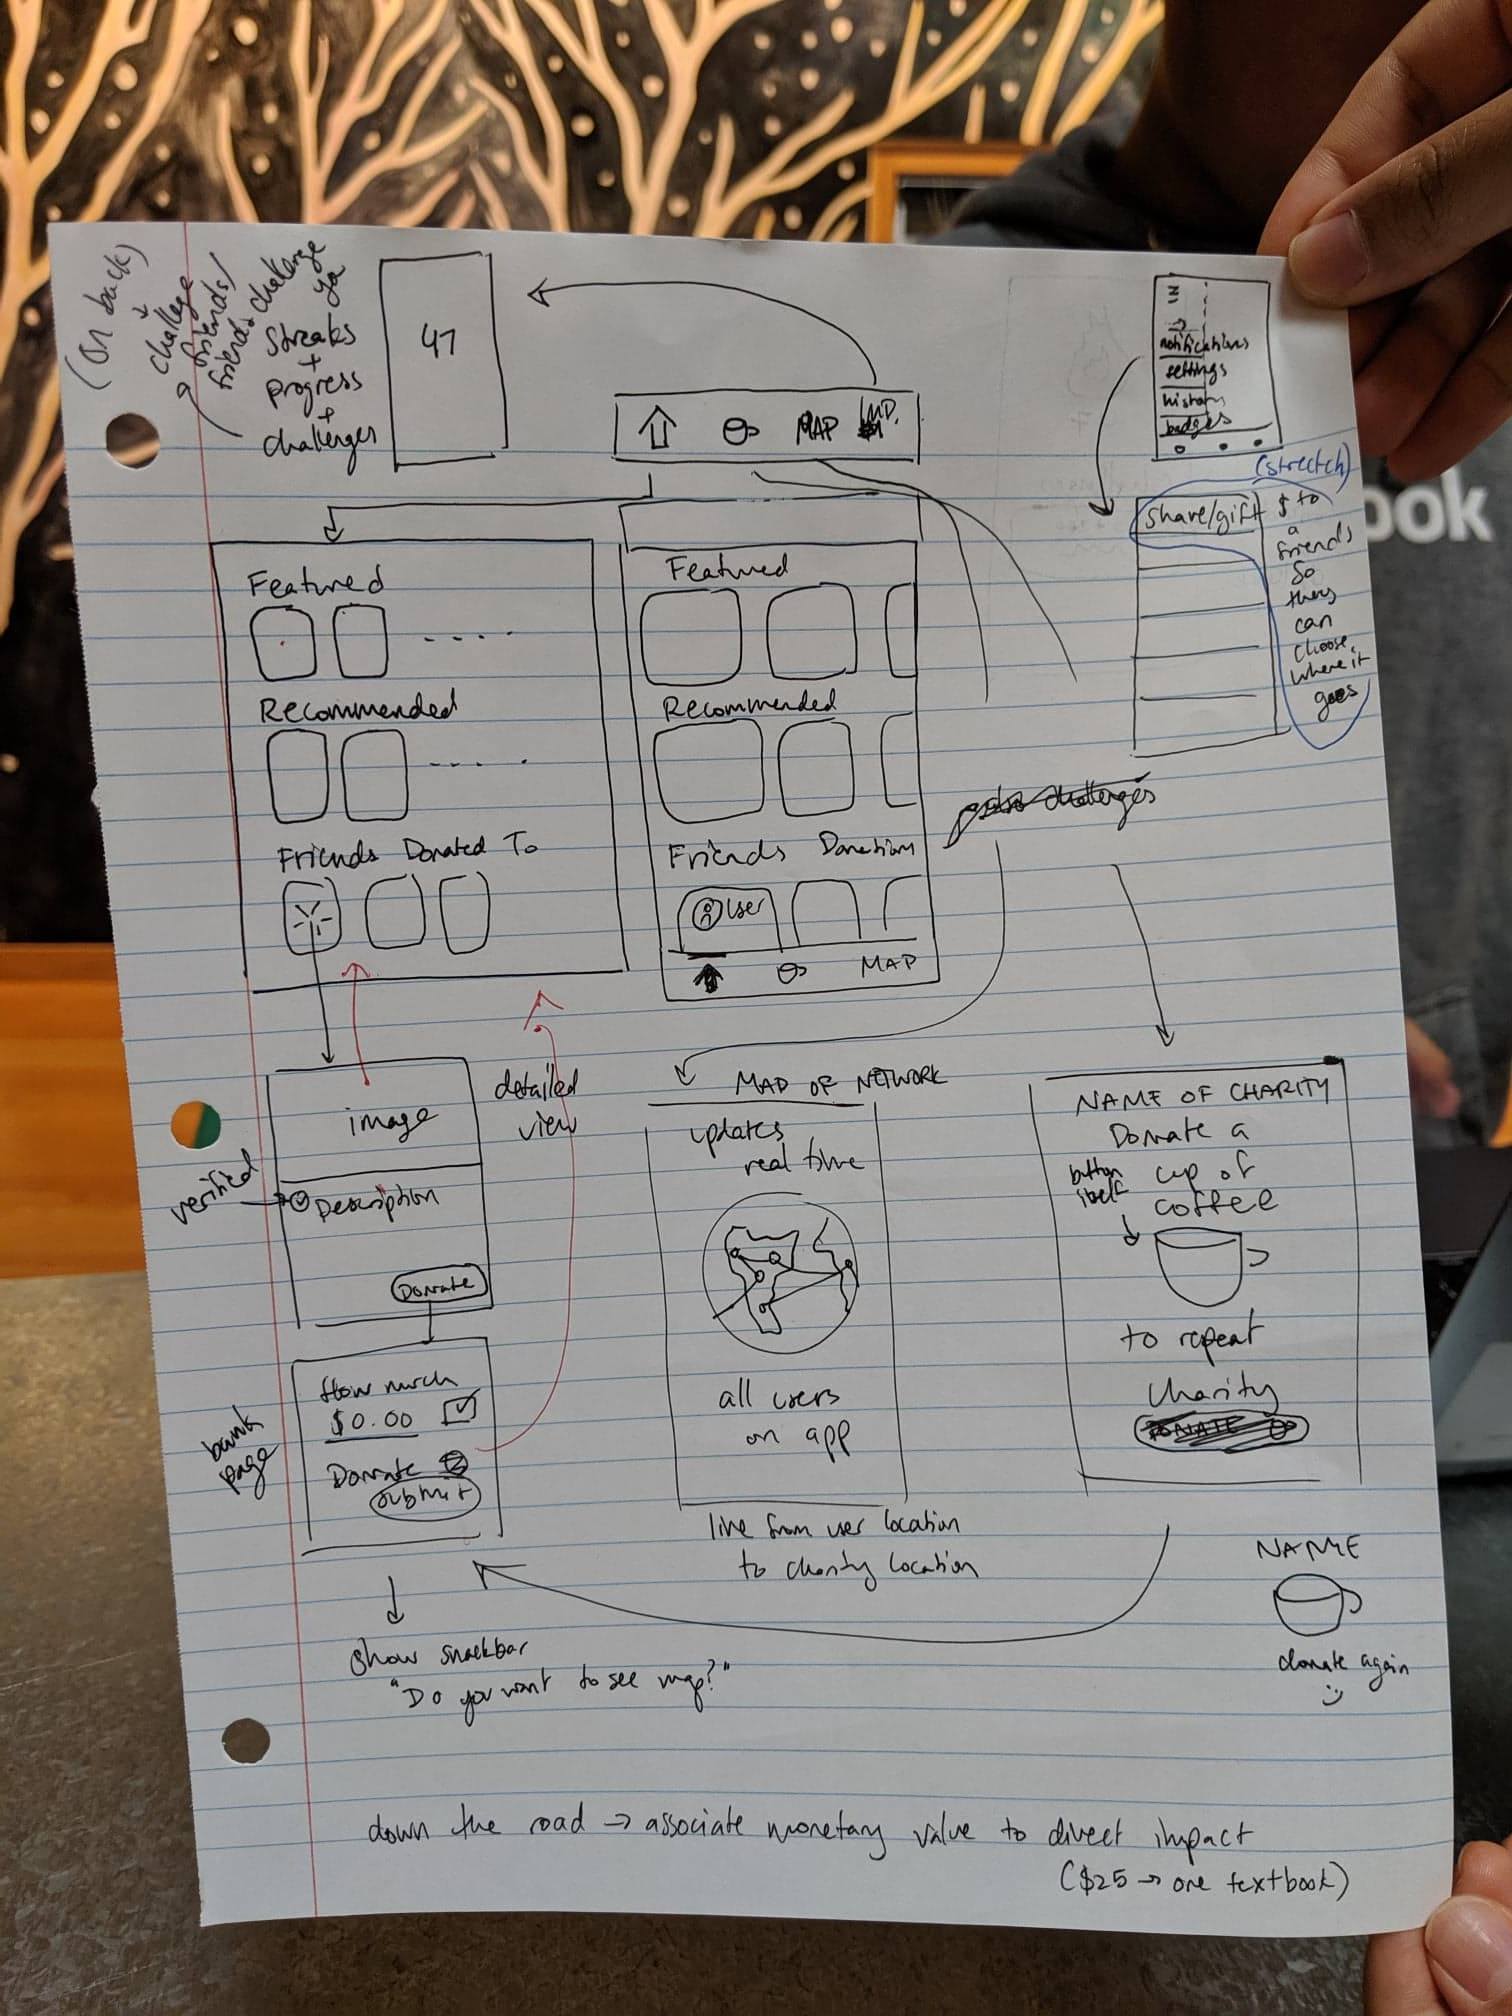 (on back)
challege
friends/
friends challenge
ya
streaks
+
progress
+
challenges
47
MAP
notifications
settings
history
badges
(stretch)
share/gift
$ to
a
friends
so
they
can
choose
where it
goes
Featured
Recommended
Friends Donated To
Featured
Recommended
Friends Donations
User
MAP
challenges
image
verified
Description
Donate
detailed
view
bank
page
How much
$0.00
Donate
submit
show snackbar
"Do you want to see map?"
MAP OF NETWORK
updates
real time
all users
on app
line from user location
to charity location
NAME OF CHARITY
Donate a
cup of
coffee
button
itself
to repeat
charity
DONATE
NAME
donate again
down the road → associate monetary value to direct impact
($25 → one textbook)
ook